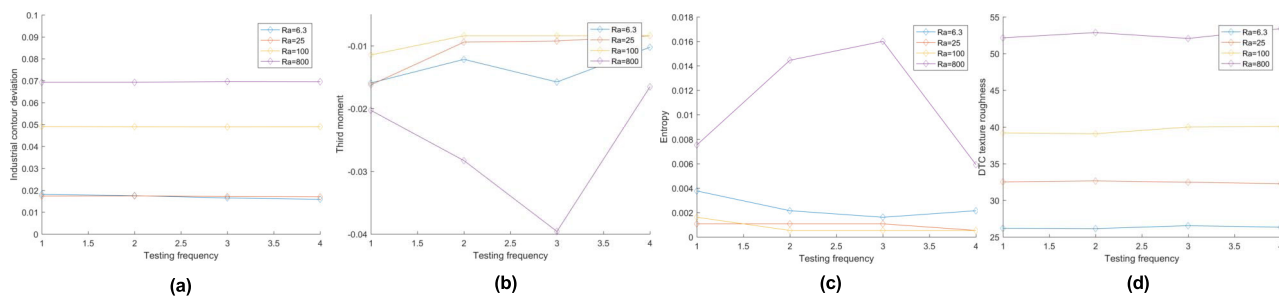 0.1
0.09
0.08
0.07
0.06
0.05
0.04
0.03
0.02
0.01
0
Industrial contour deviation
Ra=6.3
Ra=25
Ra=100
Ra=800
1 1.5 2 2.5 3 3.5 4
Testing frequency
(a)
-0.01
-0.02
-0.03
-0.04
Third moment
Ra=6.3
Ra=25
Ra=100
Ra=800
1 1.5 2 2.5 3 3.5 4
Testing frequency
(b)
0.018
0.016
0.014
0.012
0.01
0.008
0.006
0.004
0.002
0
Entropy
Ra=6.3
Ra=25
Ra=100
Ra=800
1 1.5 2 2.5 3 3.5 4
Testing frequency
(c)
55
50
45
40
35
30
25
DTC texture roughness
Ra=6.3
Ra=25
Ra=100
Ra=800
1 1.5 2 2.5 3 3.5 4
Testing frequency
(d)